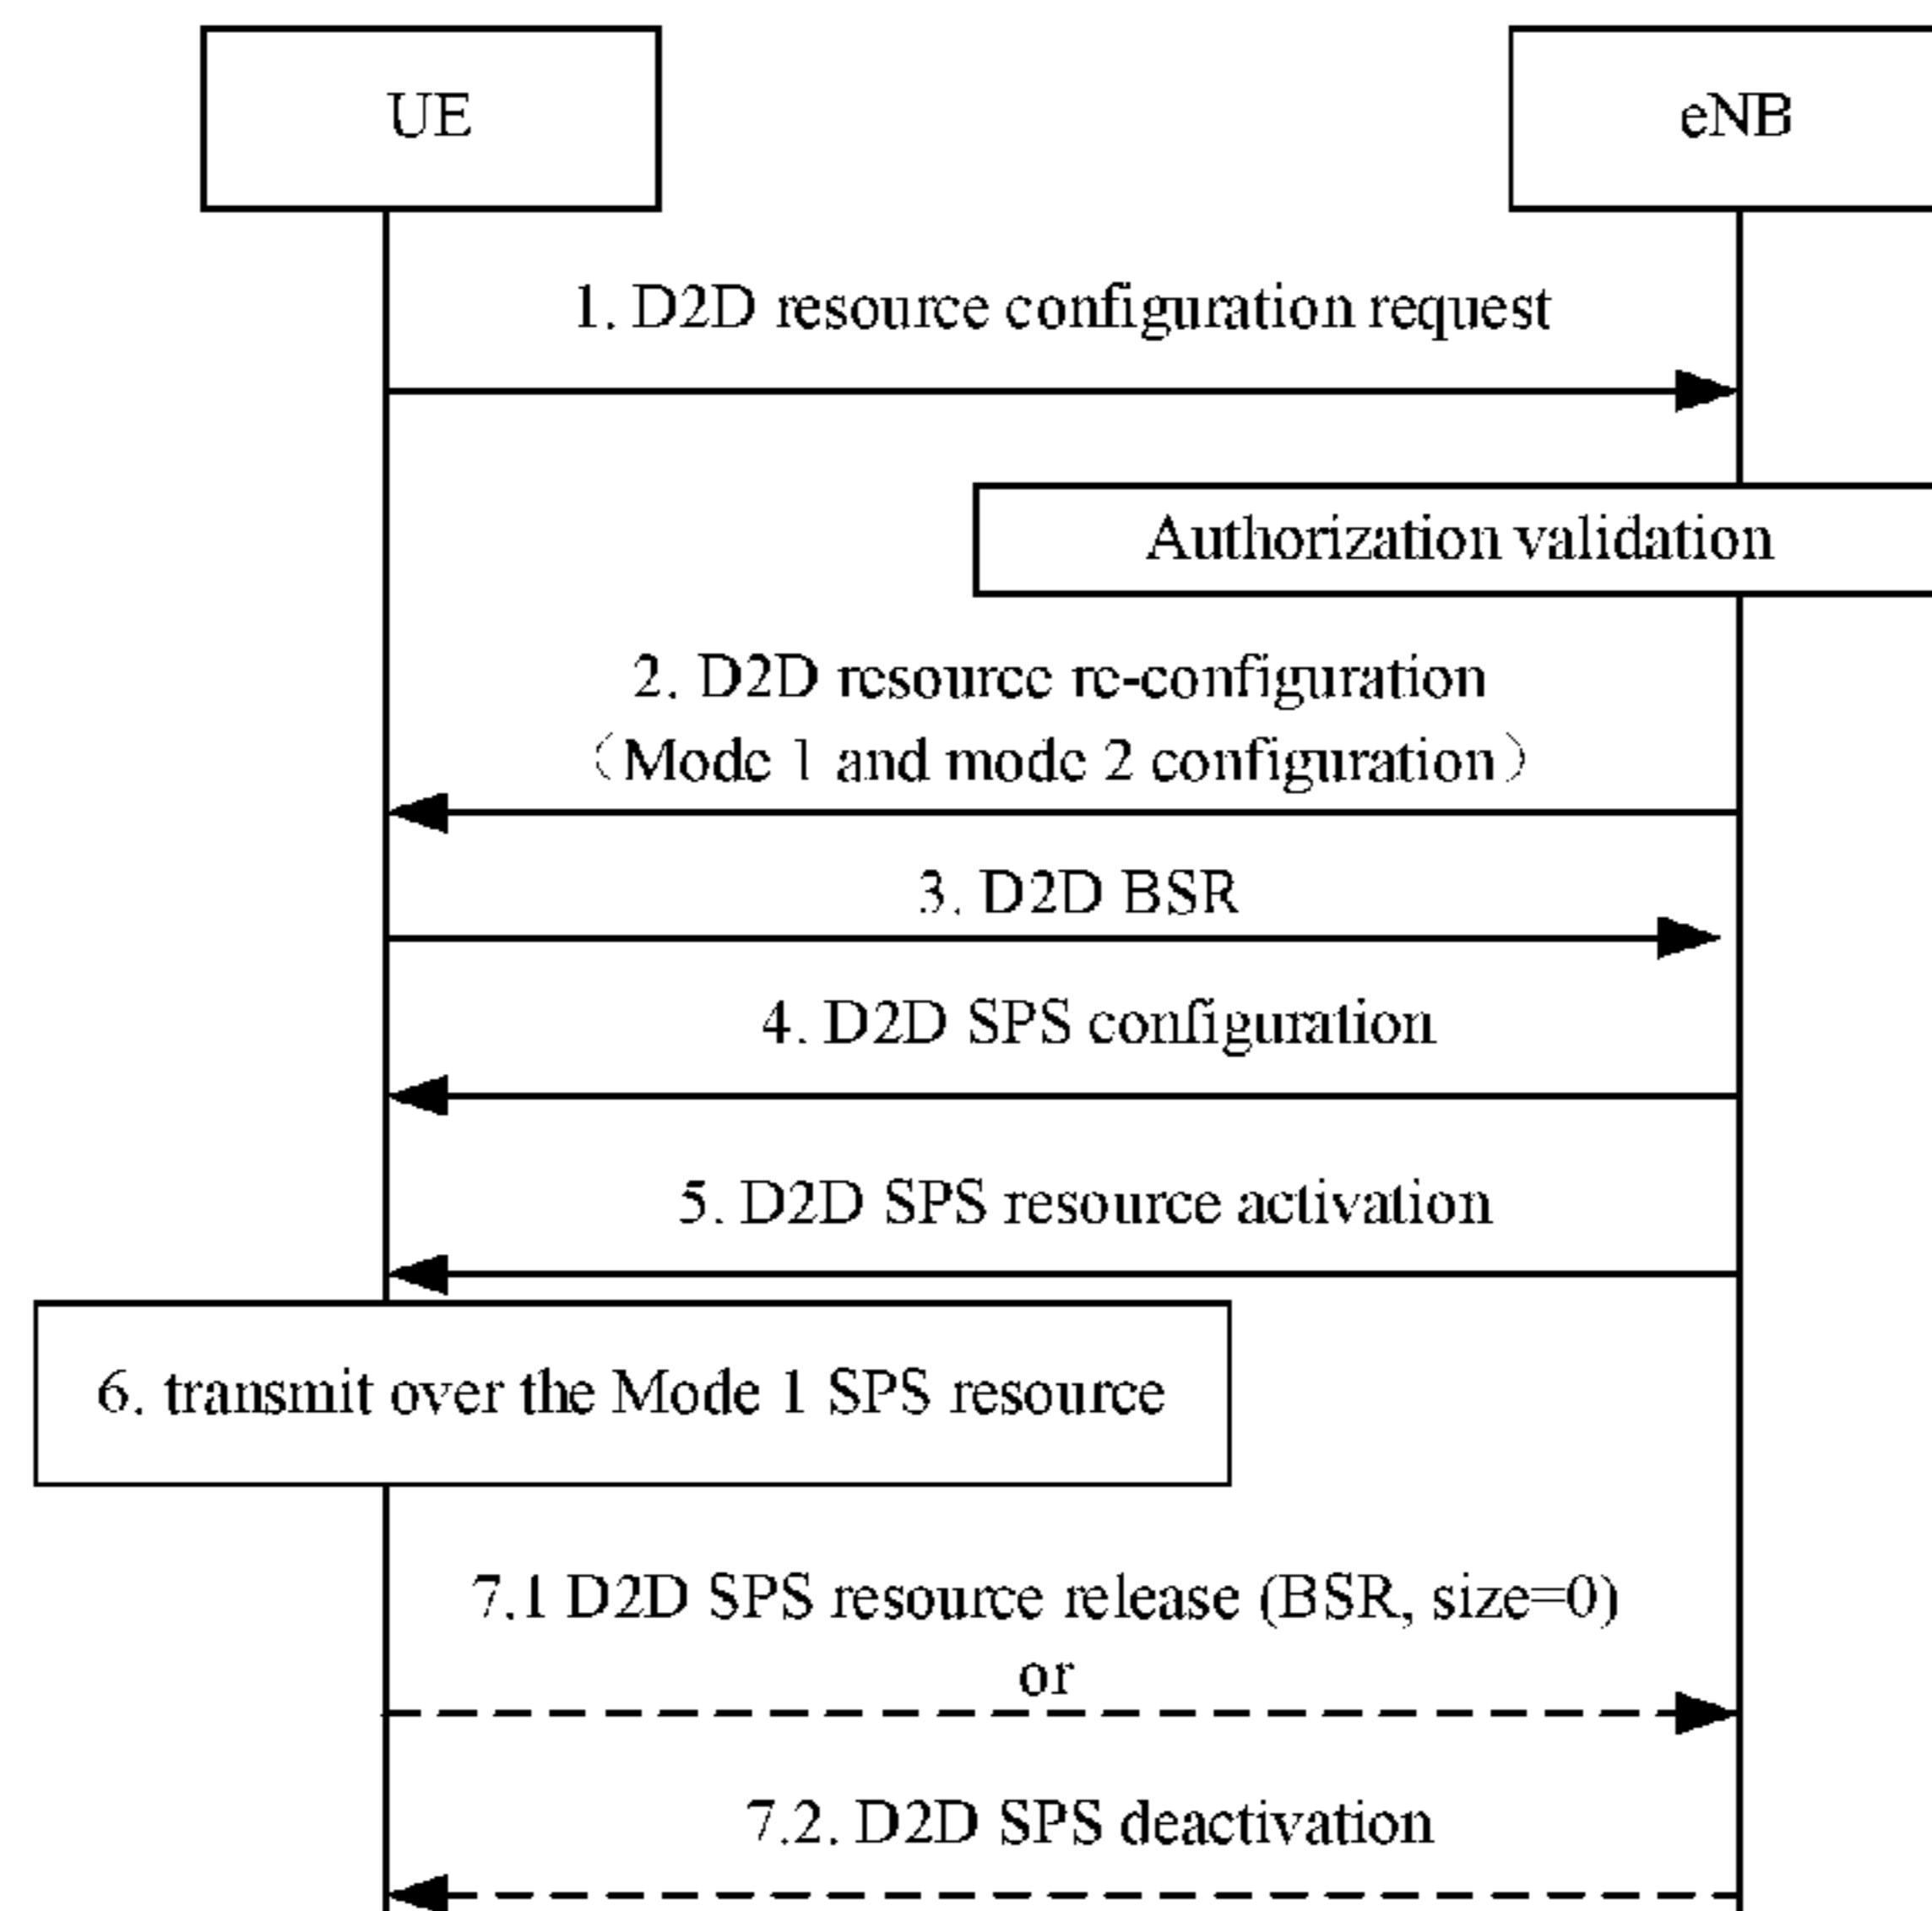 UE
eNB
1. D2D resource configuration request
Authorization validation
2. D2D resource re-configuration
（Mode 1 and mode 2 configuration）
3. D2D BSR
4. D2D SPS configuration
5. D2D SPS resource activation
6. transmit over the Mode 1 SPS resource
7.1 D2D SPS resource release (BSR, size=0)
or
7.2. D2D SPS deactivation